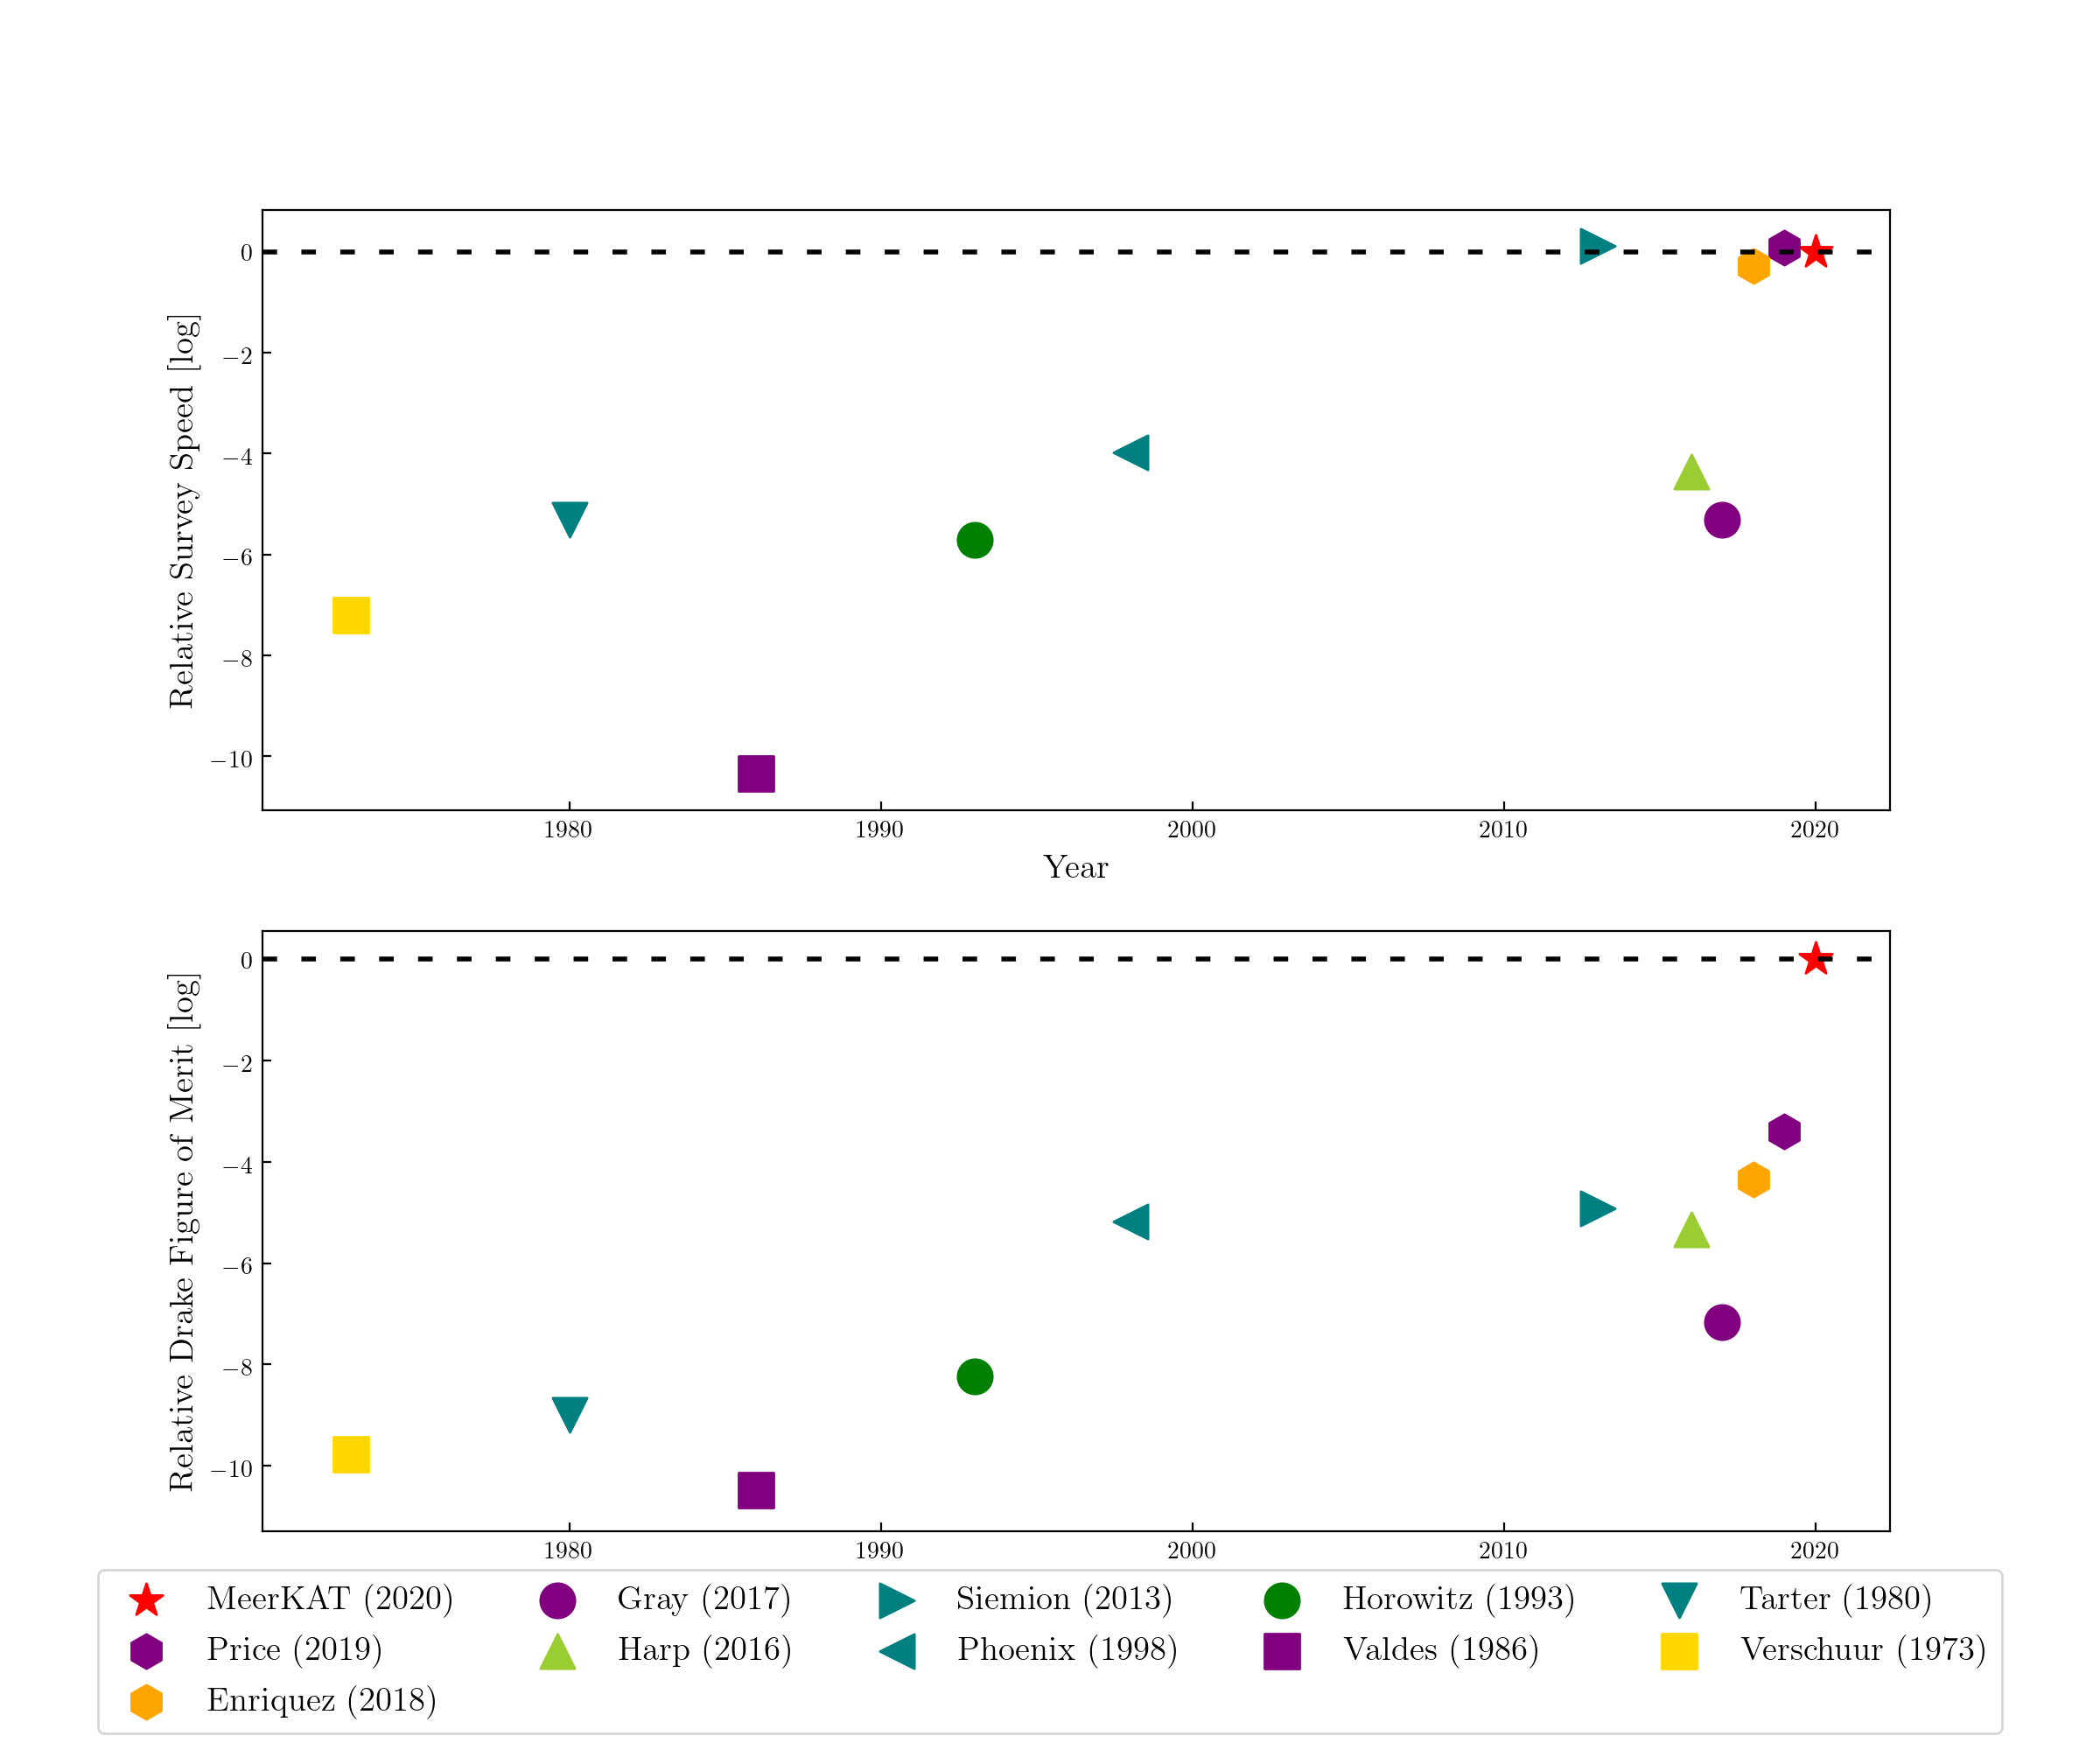 Relative Survey Speed [log]
0
−2
−4
−6
−8
−10
1980 1990 2000 2010 2020
Year
Relative Drake Figure of Merit [log]
0
−2
−4
−6
−8
−10
1980 1990 2000 2010 2020
MeerKAT (2020) Gray (2017) Siemion (2013) Horowitz (1993) Tarter (1980)
Price (2019) Harp (2016) Phoenix (1998) Valdes (1986) Verschuur (1973)
Enriquez (2018)